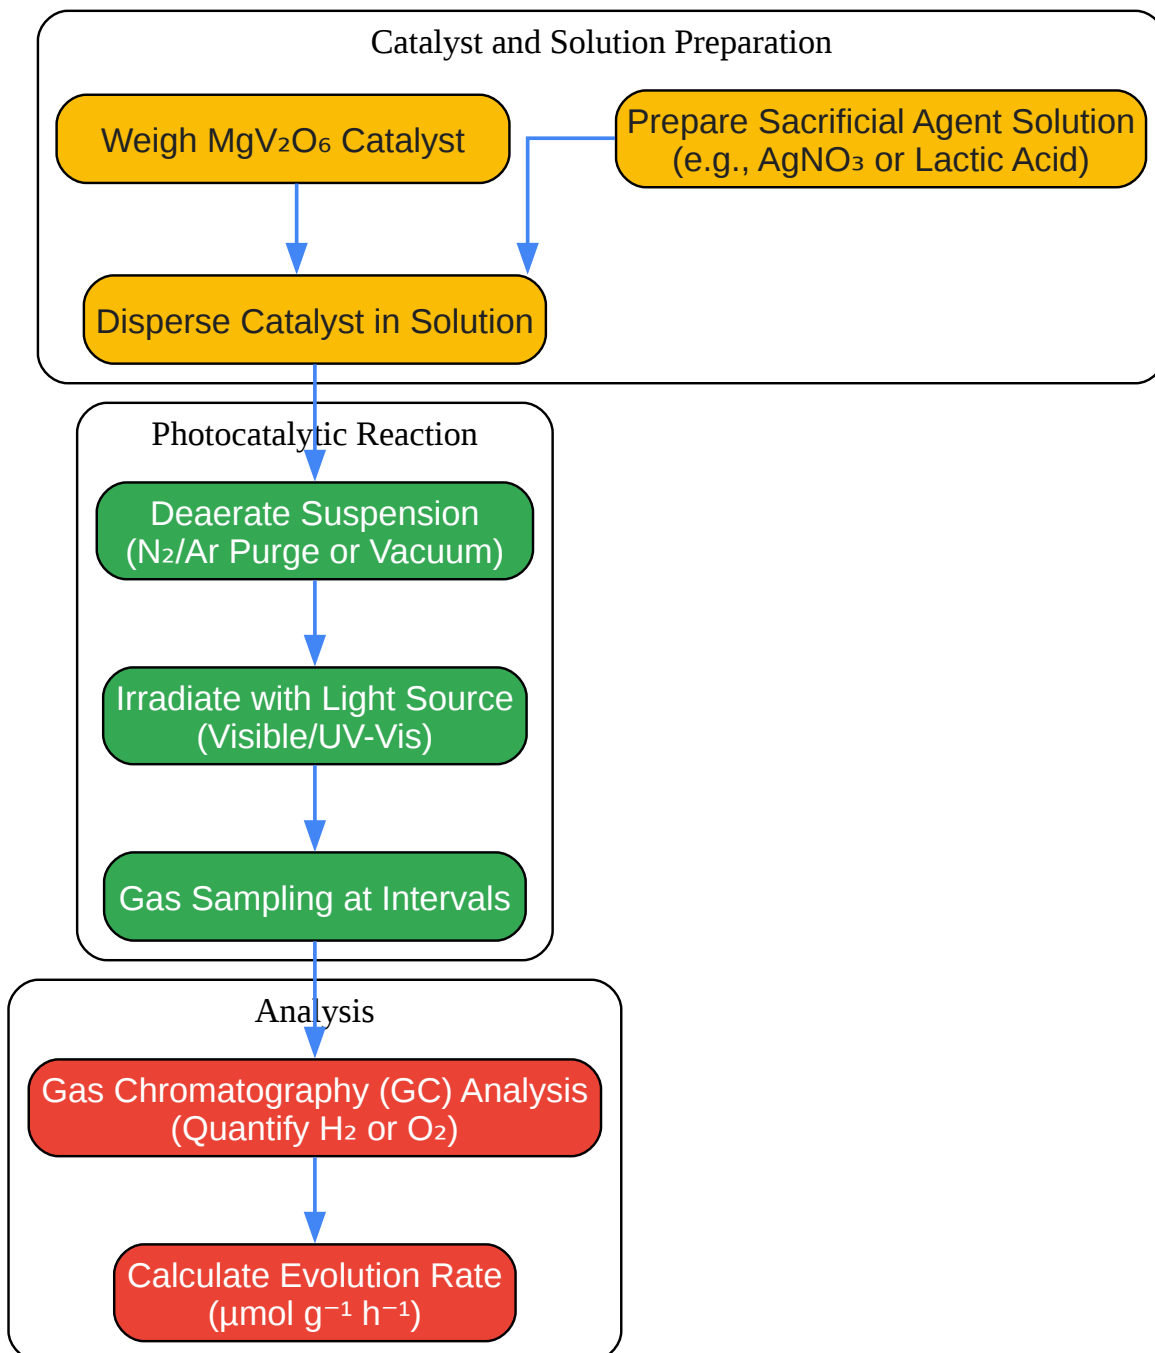 Catalyst and Solution Preparation
Weigh MgV₂O₆ Catalyst
Prepare Sacrificial Agent Solution
(e.g., AgNO₃ or Lactic Acid)
Disperse Catalyst in Solution
Photocatalytic Reaction
Deaerate Suspension
(N₂/Ar Purge or Vacuum)
Irradiate with Light Source
(Visible/UV-Vis)
Gas Sampling at Intervals
Analysis
Gas Chromatography (GC) Analysis
(Quantify H₂ or O₂)
Calculate Evolution Rate
(µmol g⁻¹ h⁻¹)